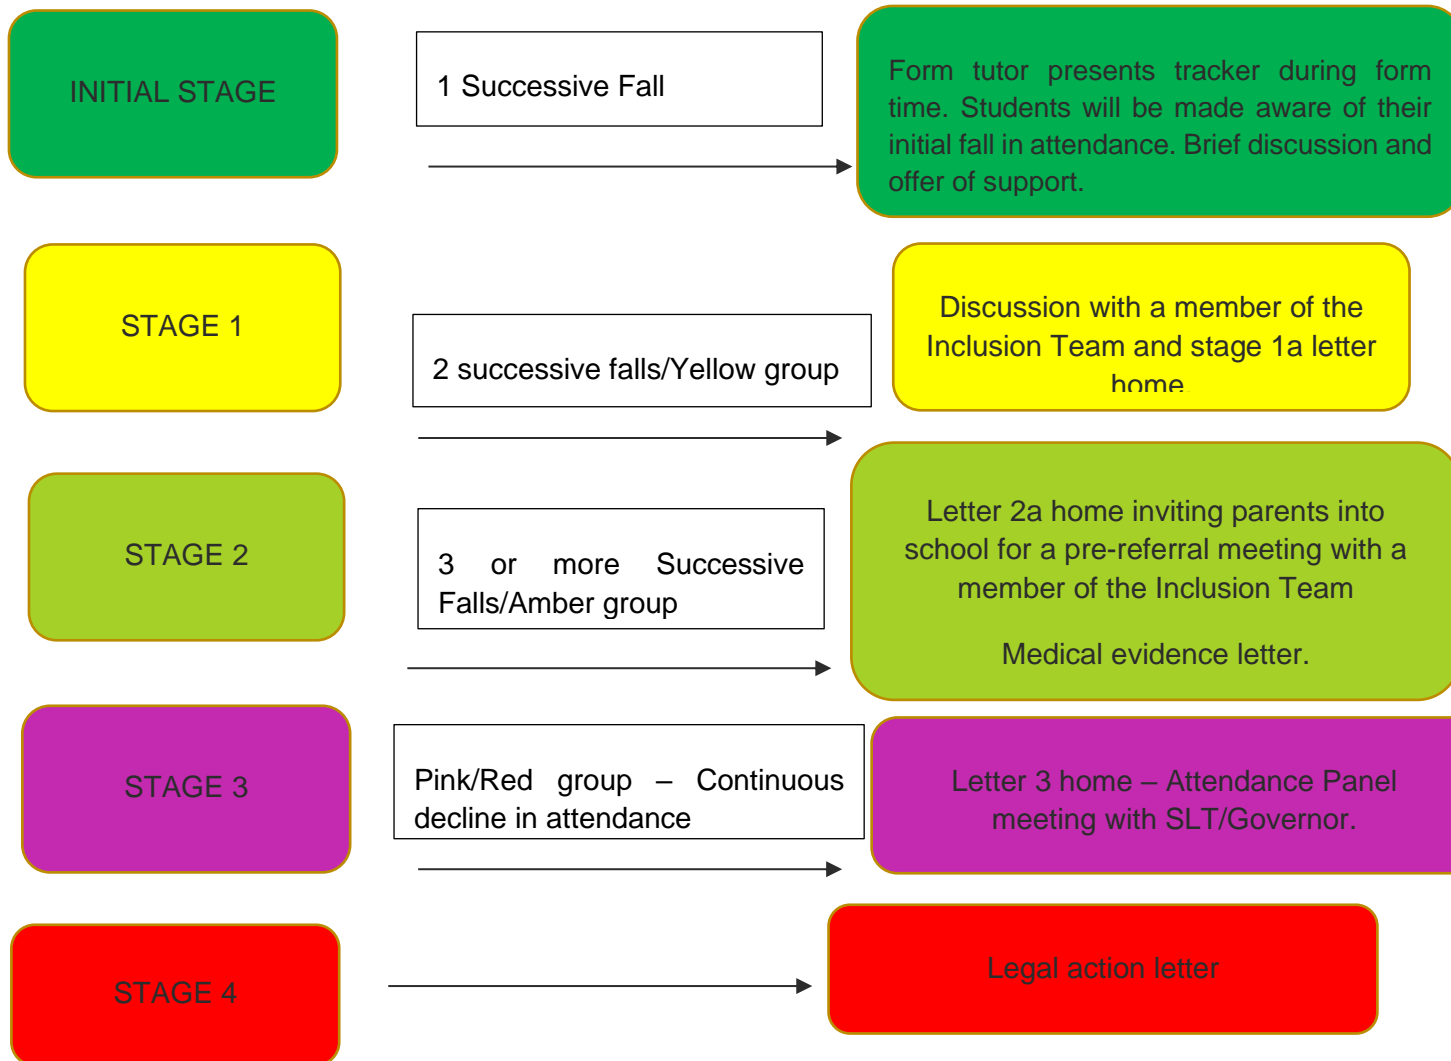 INITIAL STAGE
1 Successive Fall
Form tutor presents tracker during form
time. Students will be made aware of their
initial fall in attendance. Brief discussion and
offer of support.
STAGE 1
2 successive falls/Yellow group
Discussion with a member of the
Inclusion Team and stage 1a letter
home
STAGE 2
3 or more Successive
Falls/Amber group
Letter 2a home inviting parents into
school for a pre-referral meeting with a
member of the Inclusion Team
Medical evidence letter.
STAGE 3
Pink/Red group – Continuous
decline in attendance
Letter 3 home – Attendance Panel
meeting with SLT/Governor.
STAGE 4
Legal action letter